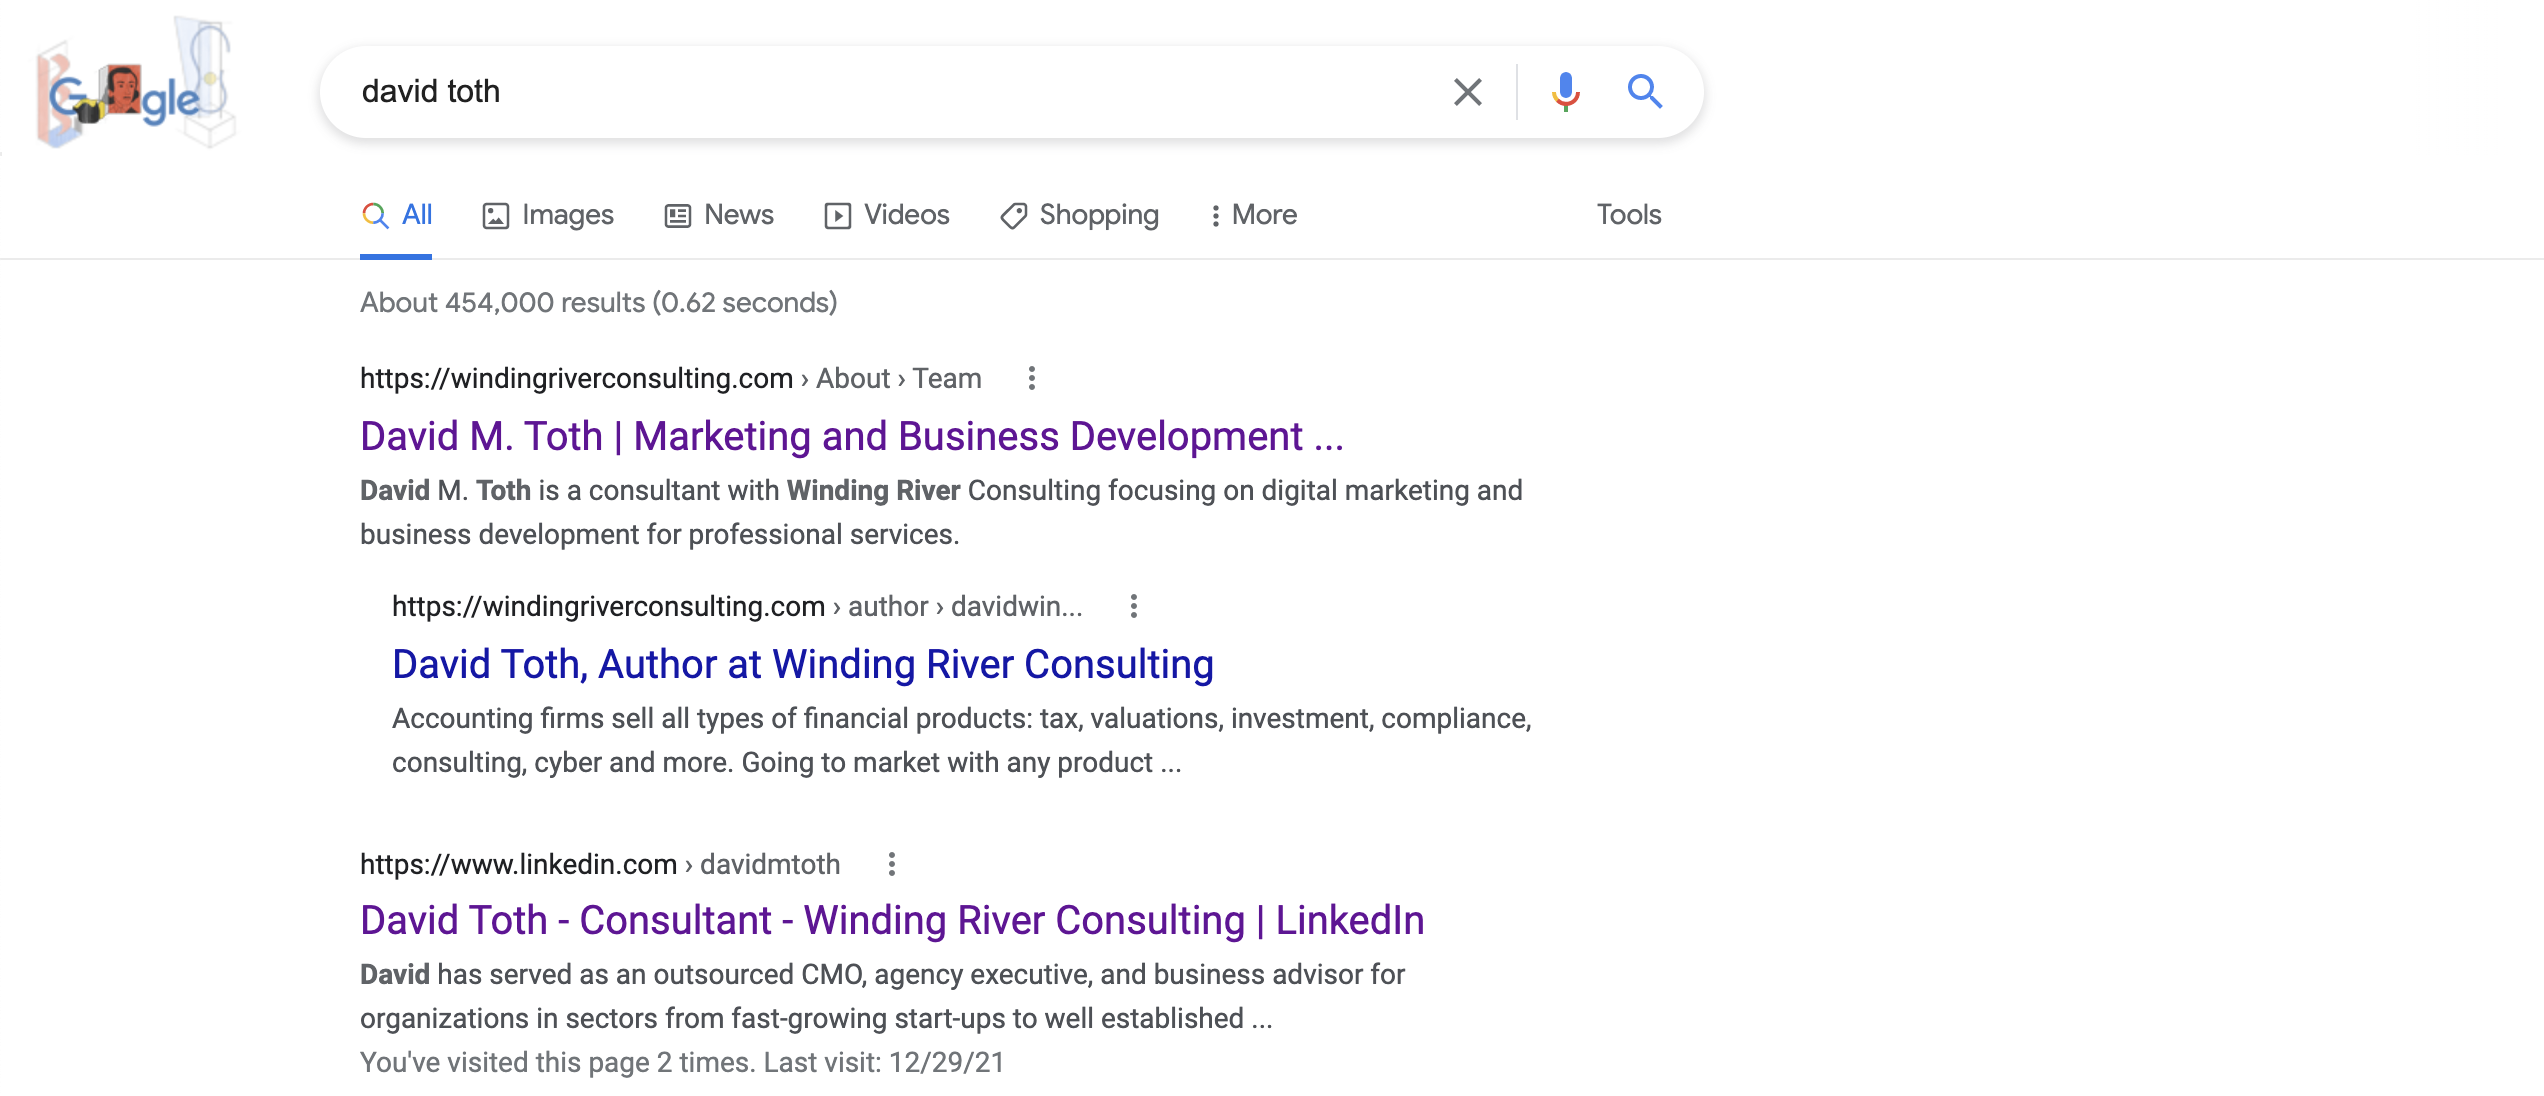 Google
david toth
All Images News Videos Shopping More Tools
About 454,000 results (0.62 seconds)
https://windingriverconsulting.com › About › Team
David M. Toth | Marketing and Business Development ...
David M. Toth is a consultant with Winding River Consulting focusing on digital marketing and
business development for professional services.
https://windingriverconsulting.com › author › davidwin...
David Toth, Author at Winding River Consulting
Accounting firms sell all types of financial products: tax, valuations, investment, compliance,
consulting, cyber and more. Going to market with any product ...
https://www.linkedin.com › davidmtoth
David Toth - Consultant - Winding River Consulting | LinkedIn
David has served as an outsourced CMO, agency executive, and business advisor for
organizations in sectors from fast-growing start-ups to well established ...
You've visited this page 2 times. Last visit: 12/29/21